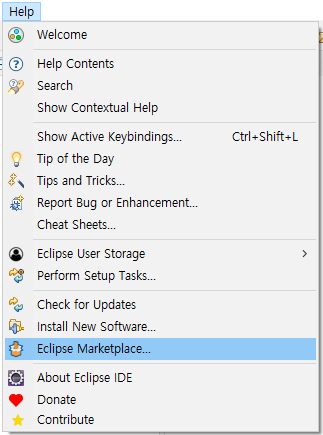 Help
Welcome
Help Contents
Search
Show Contextual Help
Show Active Keybindings... Ctrl+Shift+L
Tip of the Day
Tips and Tricks...
Report Bug or Enhancement...
Cheat Sheets...
Eclipse User Storage
Perform Setup Tasks...
Check for Updates
Install New Software...
Eclipse Marketplace...
About Eclipse IDE
Donate
Contribute